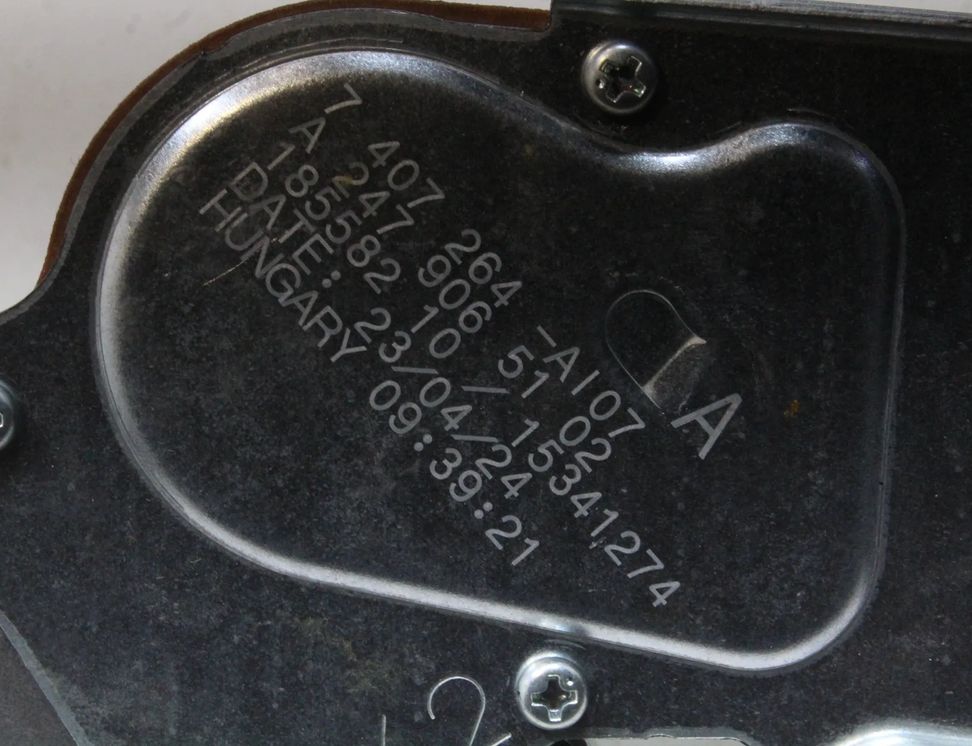 7 407 264 -AI07
A 247 906 51 02
185582 10 / 15341274
DATE: 23/04/24
HUNGARY 09:39:21
A